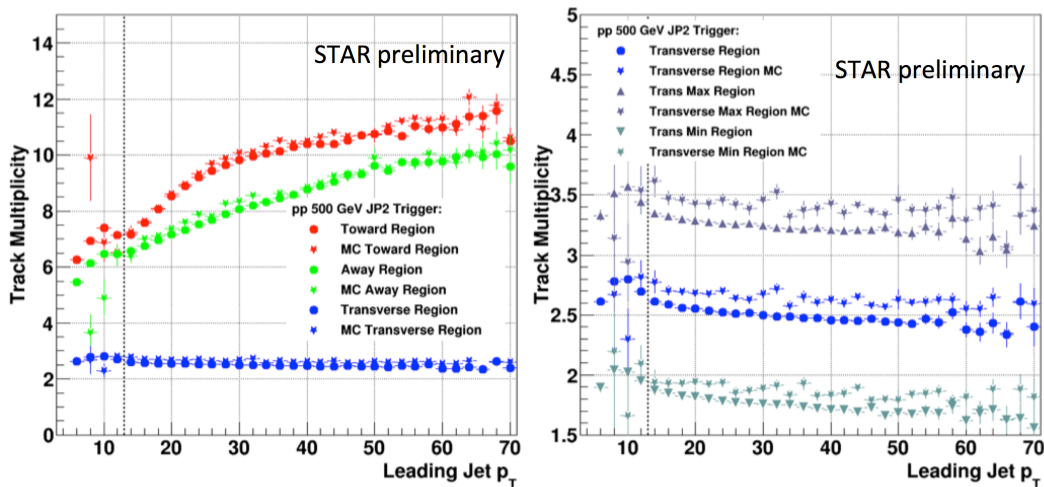 14
12
10
8
6
4
2
0
Track Multiplicity
STAR preliminary
pp 500 GeV JP2 Trigger:
Toward Region
MC Toward Region
Away Region
MC Away Region
Transverse Region
MC Transverse Region
10 20 30 40 50 60 70
Leading Jet p_T
5
4.5
4
3.5
3
2.5
2
1.5
Track Multiplicity
pp 500 GeV JP2 Trigger:
Transverse Region
Transverse Region MC
Trans Max Region
Transverse Max Region MC
Trans Min Region
Transverse Min Region MC
STAR preliminary
10 20 30 40 50 60 70
Leading Jet p_T